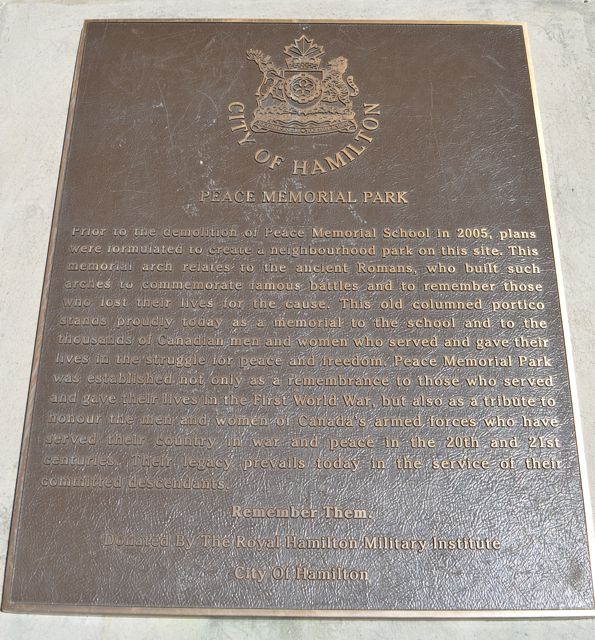 CITY OF HAMILTON
PEACE MEMORIAL PARK
Prior to the demolition of Peace Memorial School in 2005, plans
were formulated to create a neighbourhood park on this site. This
memorial arch relates to the ancient Romans, who built such
arches to commemorate famous battles and to remember those
who lost their lives for the cause. This old columned portico
stands proudly today as a memorial to the school and to the
thousands of Canadian men and women who served and gave their
lives in the struggle for peace and freedom. Peace Memorial Park
was established not only as a remembrance to those who served
and gave their lives in the First World War, but also as a tribute to
honour the men and women of Canada's armed forces who have
served their country in war and peace in the 20th and 21st
centuries. Their legacy prevails today in the service of their
committed descendants.
Remember Them.
Donated By The Royal Hamilton Military Institute
City Of Hamilton